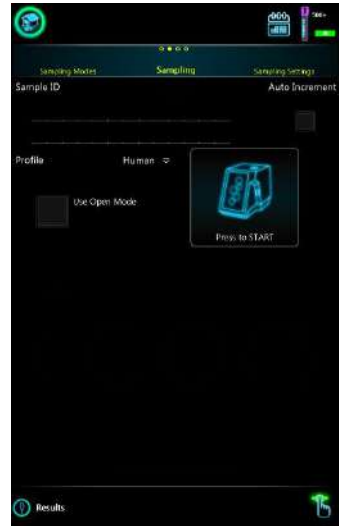 Sampling Modes Sampling Sampling Settings
Sample ID Auto Increment
Profile Human
Use Open Mode
Press to START
Results